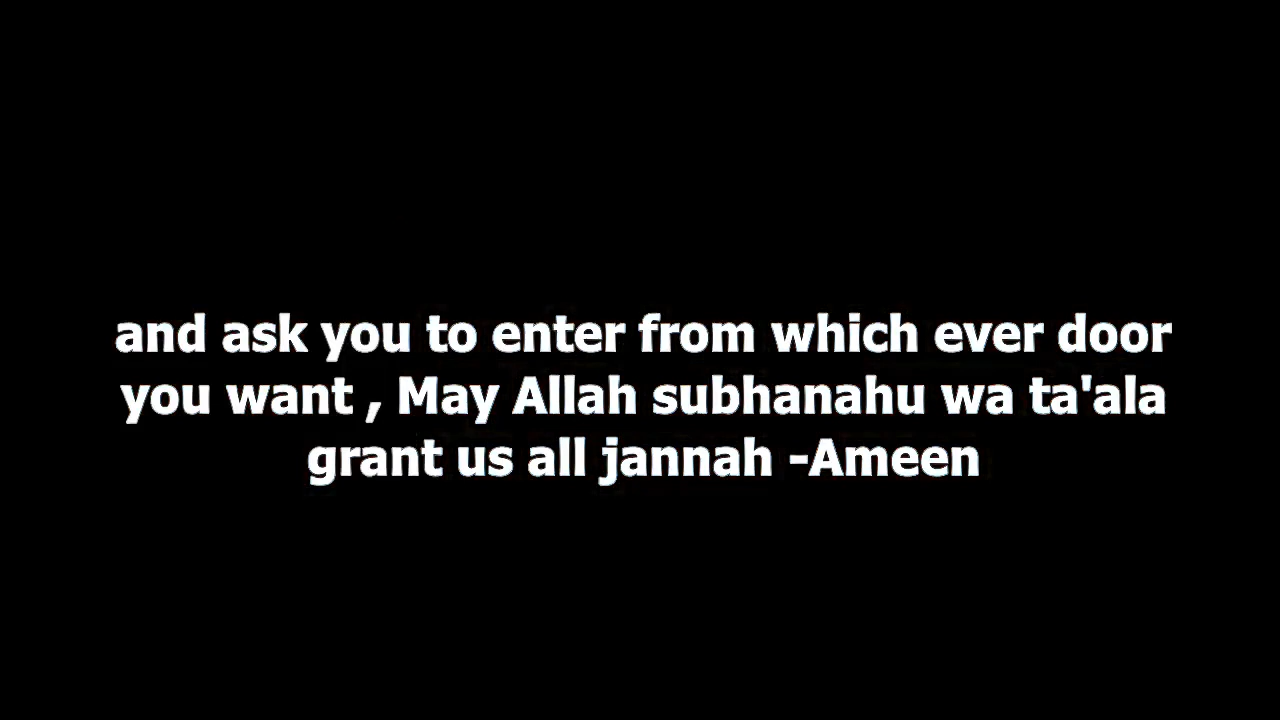 and ask you to enter from which ever door
you want , May Allah subhanahu wa ta'ala
grant us all jannah -Ameen